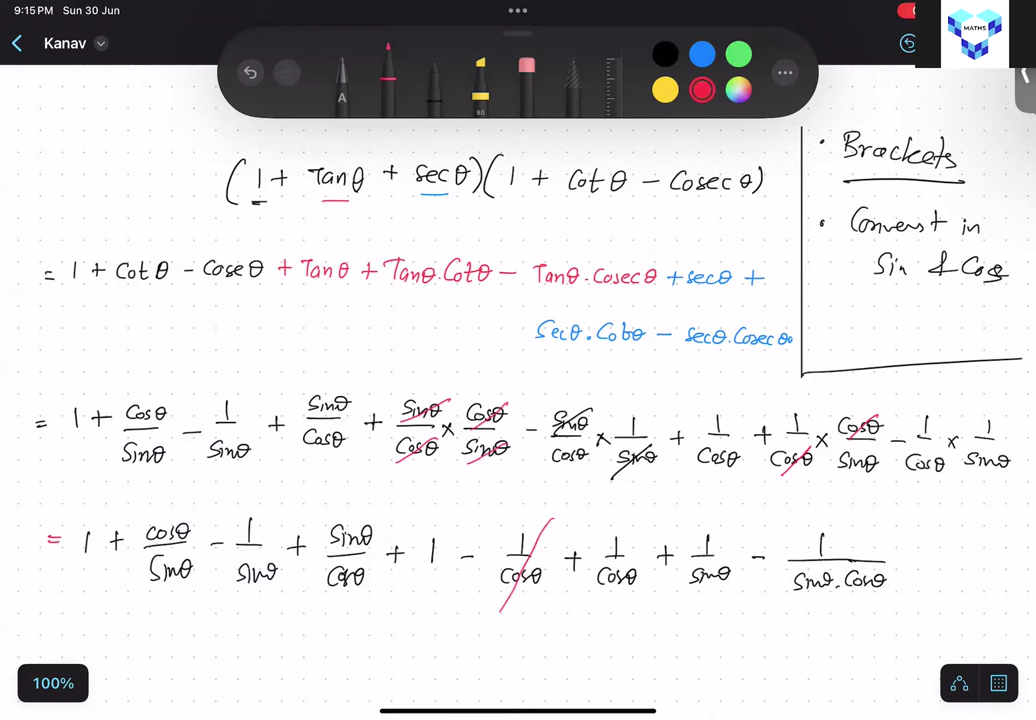 9:15 PM Sun 30 Jun
Kanav
MATHS
A
80
(1 + Tanθ + secθ)(1 + Cotθ − Cosecθ)
• Brackets
• Convert in
Sin & Cos
= 1 + Cotθ − Coseθ + Tanθ + Tanθ.Cotθ − Tanθ.Cosecθ + secθ +
Secθ.Cotθ − secθ.Cosecθ
= 1 + Cosθ/Sinθ − 1/Sinθ + Sinθ/Cosθ + Sinθ/Cosθ × Cosθ/Sinθ − Sinθ/Cosθ × 1/Sinθ + 1/Cosθ + 1/Cosθ × Cosθ/Sinθ − 1/Cosθ × 1/Sinθ
= 1 + Cosθ/Sinθ − 1/Sinθ + Sinθ/Cosθ + 1 − 1/Cosθ + 1/Cosθ + 1/Sinθ − 1/Sinθ.Cosθ
100%